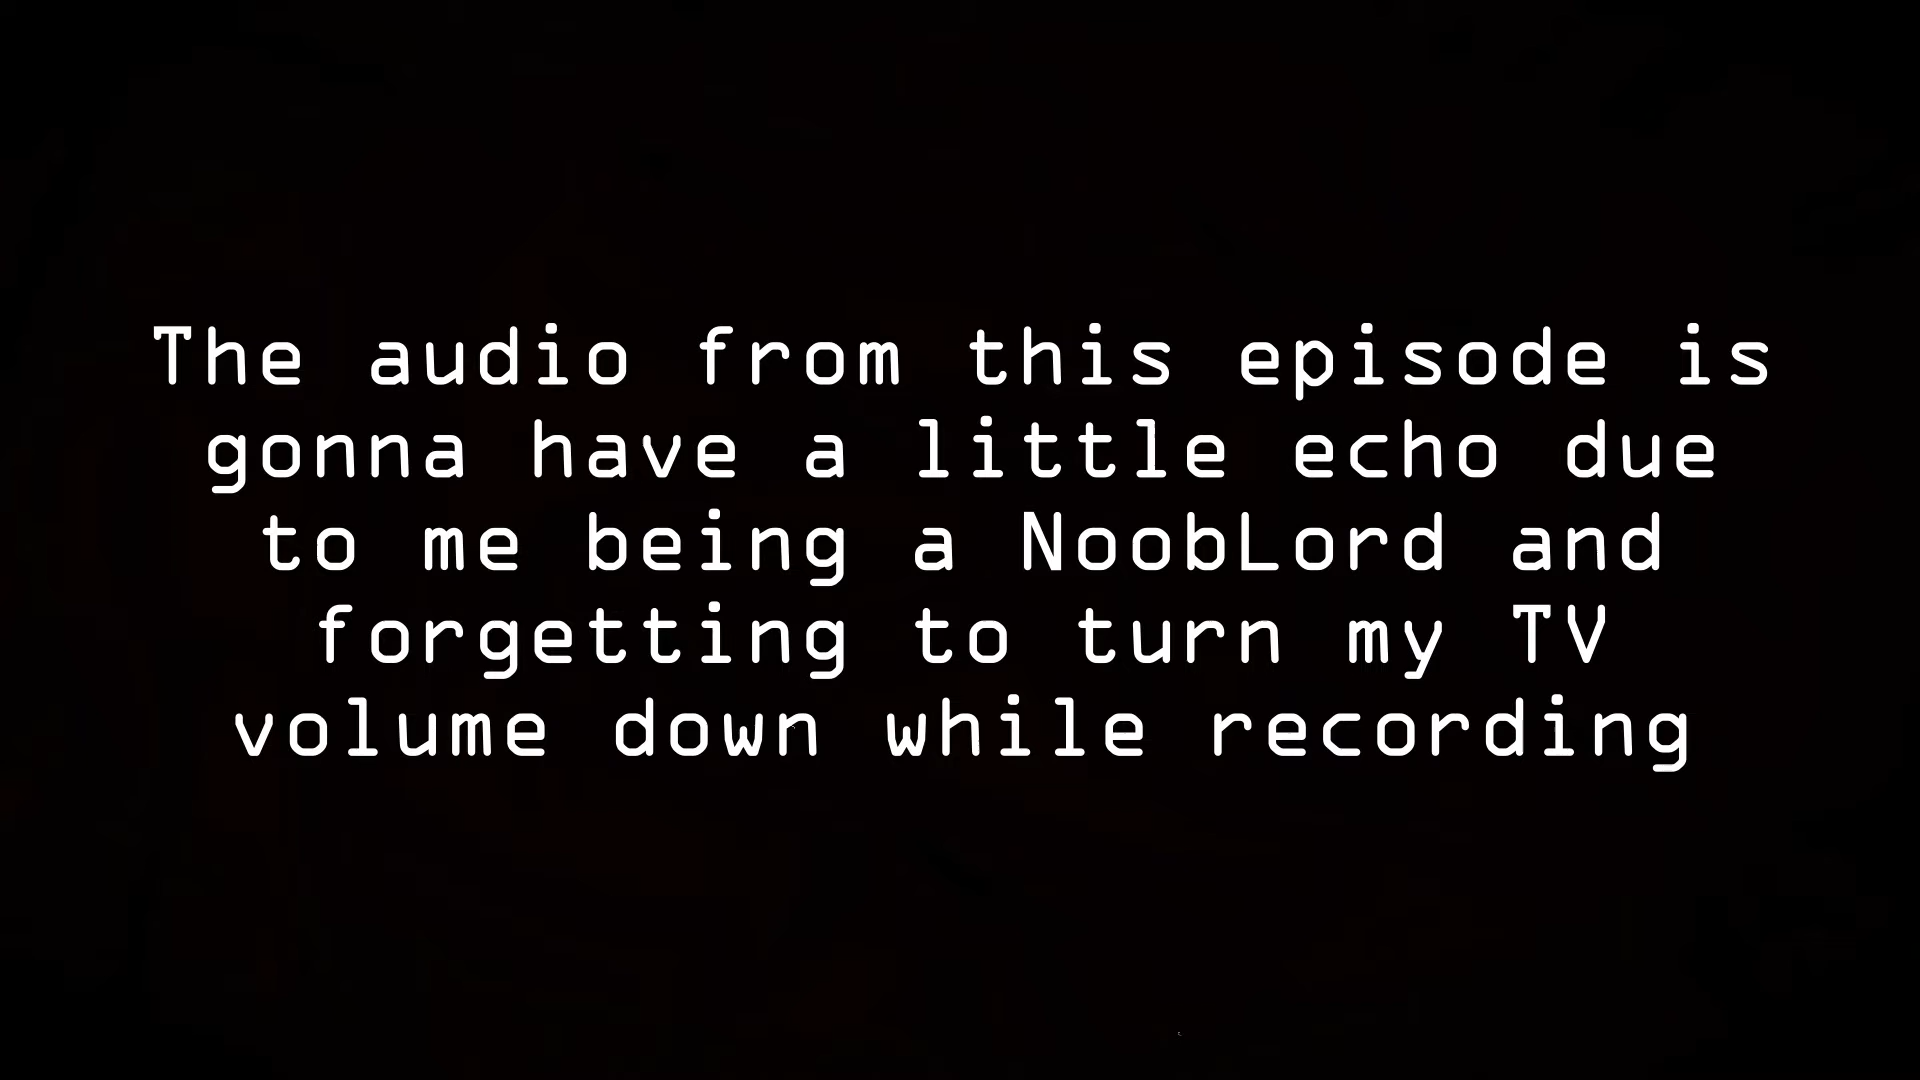 The audio from this episode is
gonna have a little echo due
to me being a NoobLord and
forgetting to turn my TV
volume down while recording